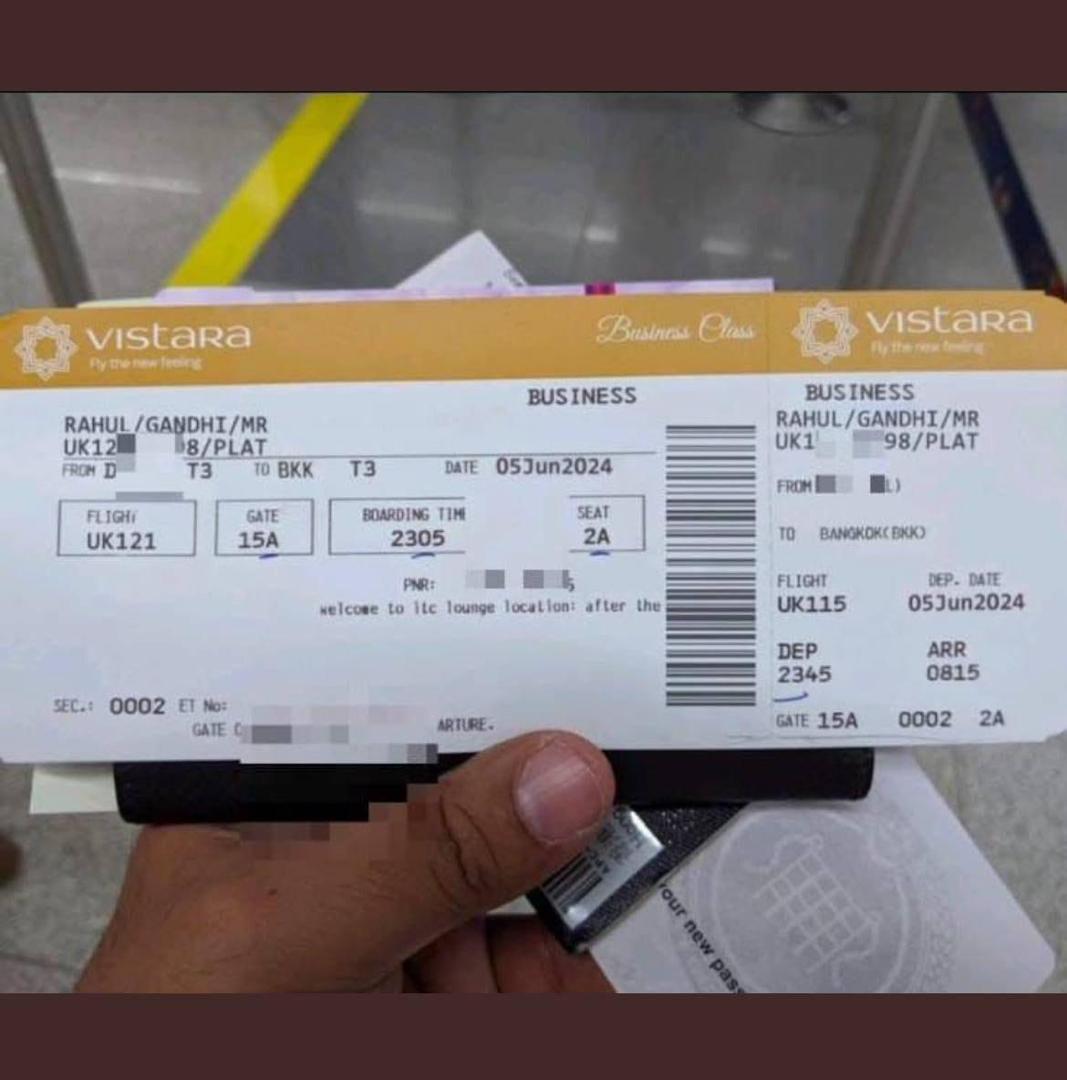 VISTARA
Fly the new feeling
Business Class
BUSINESS
RAHUL/GANDHI/MR
UK12 8/PLAT
FROM D T3 TO BKK T3 DATE 05Jun2024
FLIGHT GATE BOARDING TIM SEAT
UK121 15A 2305 2A
PNR:
welcome to itc lounge location: after the
SEC.: 0002 ET No:
GATE ARTURE.
VISTARA
Fly the new feeling
BUSINESS
RAHUL/GANDHI/MR
UK1 98/PLAT
FROM L)
TO BANGKOK(BKK)
FLIGHT DEP. DATE
UK115 05Jun2024
DEP ARR
2345 0815
GATE 15A 0002 2A
your new pass